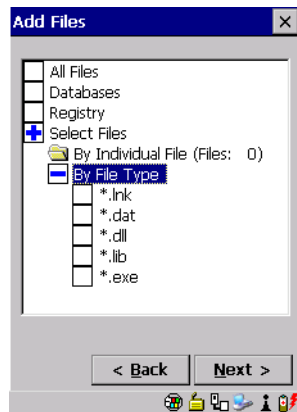 Add Files
All Files
Databases
Registry
Select Files
By Individual File (Files: 0)
By File Type
*.lnk
*.dat
*.dll
*.lib
*.exe
< Back
Next >